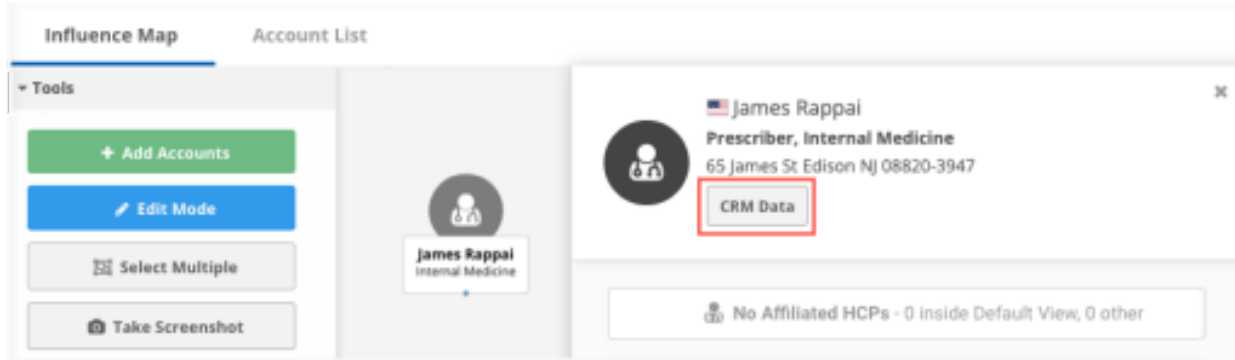 Influence Map
Account List
Tools
+ Add Accounts
Edit Mode
Select Multiple
Take Screenshot
James Rappai
Internal Medicine
James Rappai
Prescriber, Internal Medicine
65 James St Edison NJ 08820-3947
CRM Data
No Affiliated HCPs - 0 inside Default View, 0 other